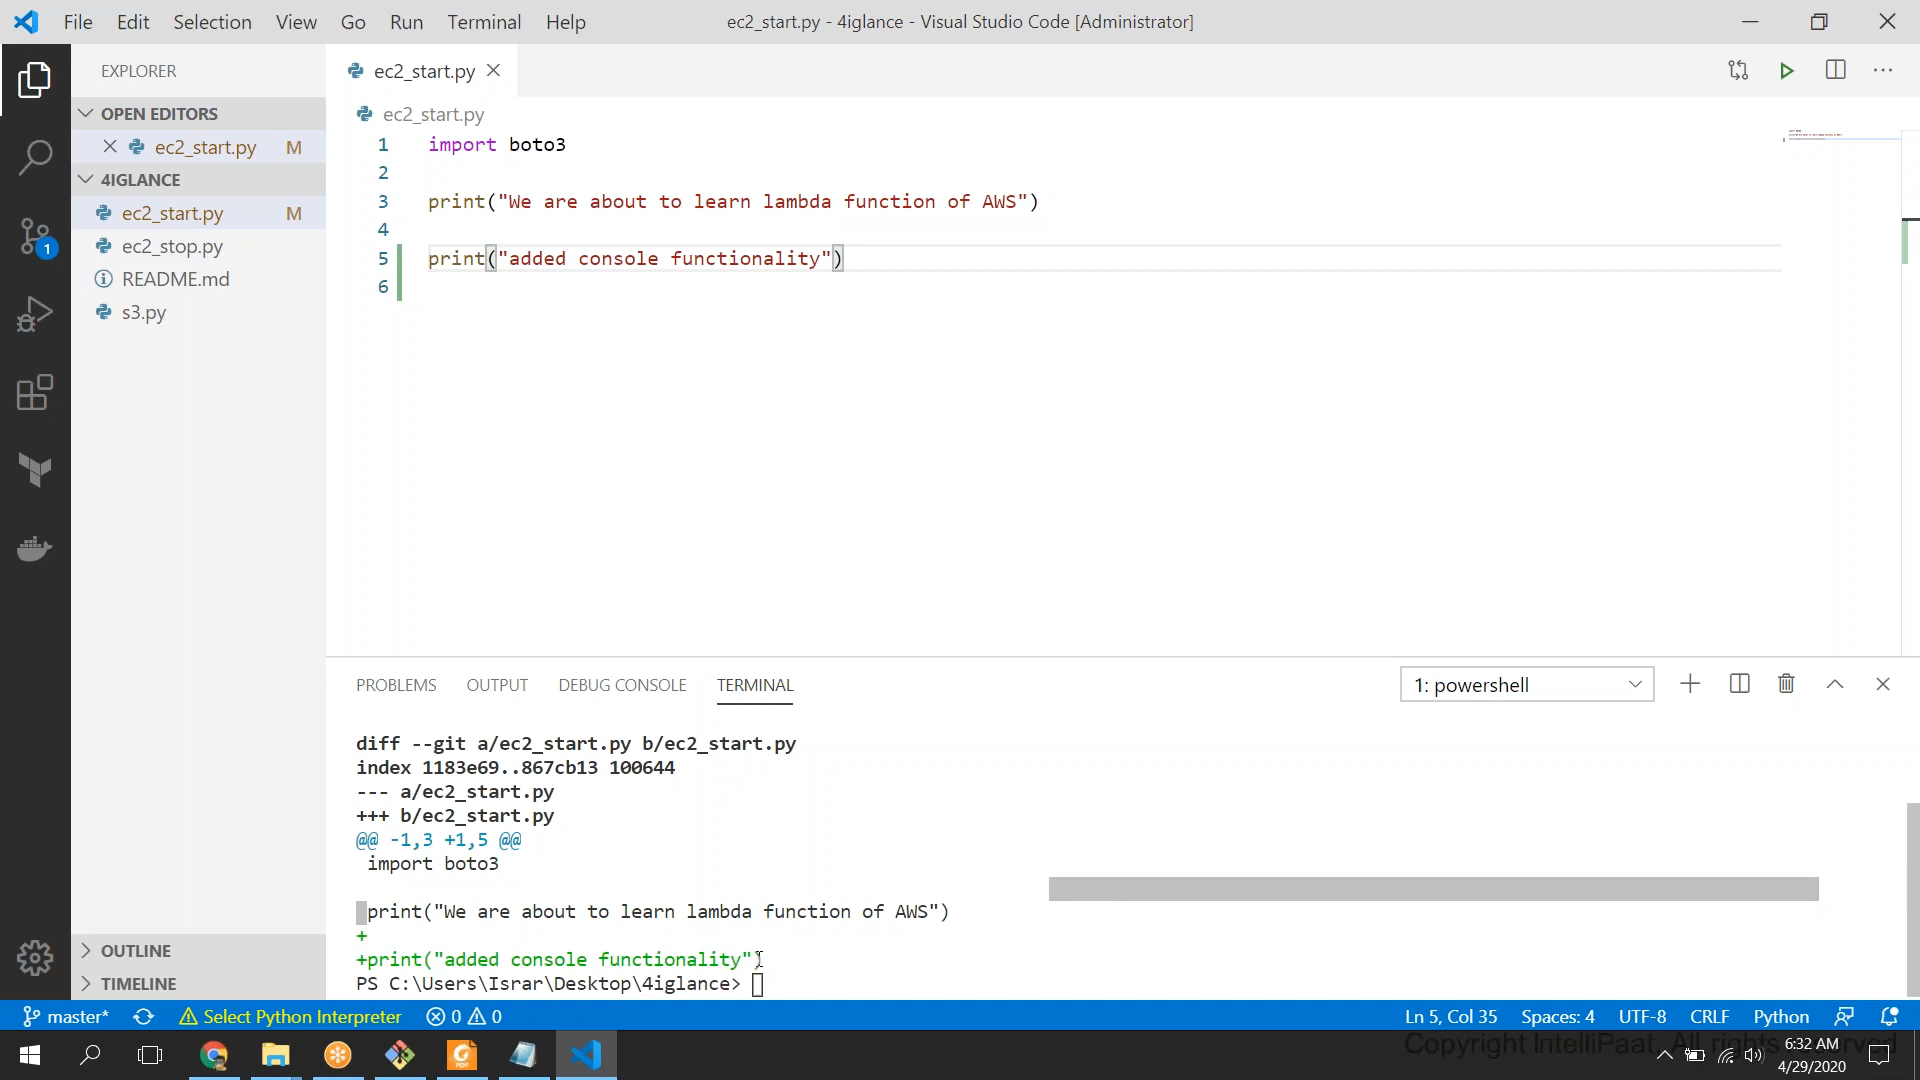 File Edit Selection View Go Run Terminal Help
ec2_start.py - 4iglance - Visual Studio Code [Administrator]
EXPLORER
OPEN EDITORS
ec2_start.py M
4IGLANCE
ec2_start.py M
ec2_stop.py
README.md
s3.py
OUTLINE
TIMELINE
ec2_start.py
ec2_start.py
1 import boto3
2
3 print("We are about to learn lambda function of AWS")
4
5 print("added console functionality")
6
1
PROBLEMS OUTPUT DEBUG CONSOLE TERMINAL
1: powershell
diff --git a/ec2_start.py b/ec2_start.py
index 1183e69..867cb13 100644
--- a/ec2_start.py
+++ b/ec2_start.py
@@ -1,3 +1,5 @@
import boto3
print("We are about to learn lambda function of AWS")
+
+print("added console functionality")
PS C:\Users\Israr\Desktop\4iglance>
master* Select Python Interpreter 0 0
Ln 5, Col 35 Spaces: 4 UTF-8 CRLF Python
Copyright IntelliPaat, All rights reserved
6:32 AM
4/29/2020